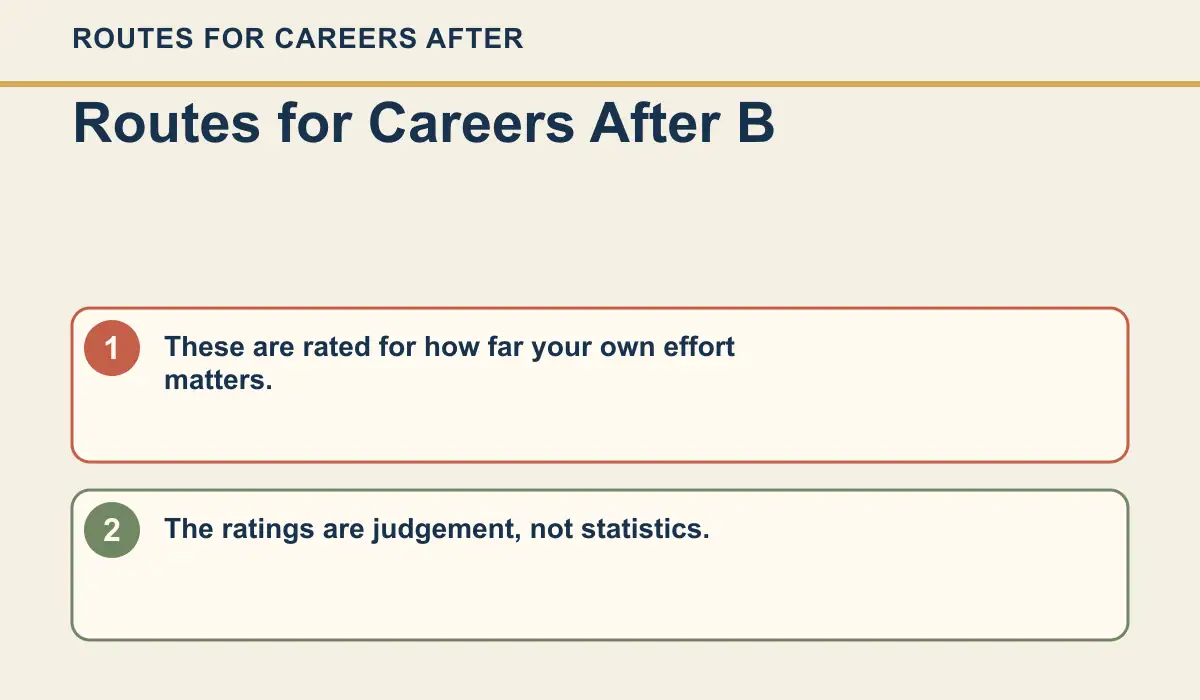 ROUTES FOR CAREERS AFTER
Routes for Careers After B
1
These are rated for how far your own effort
matters.
2
The ratings are judgement, not statistics.